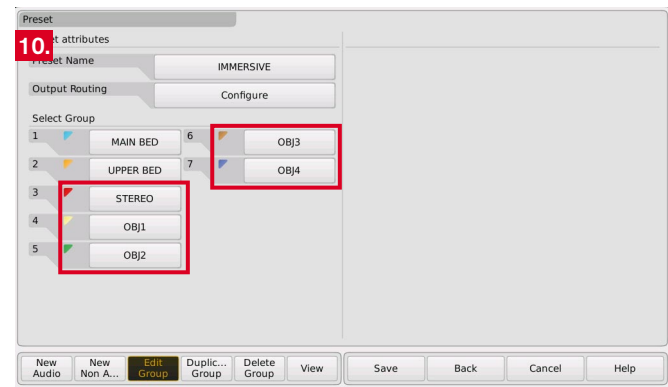 Preset
10.
t attributes
Preset Name
IMMERSIVE
Output Routing
Configure
Select Group
1 MAIN BED 6 OBJ3
2 UPPER BED 7 OBJ4
3 STEREO
4 OBJ1
5 OBJ2
New Audio
New Non A...
Edit Group
Duplic... Group
Delete Group
View
Save
Back
Cancel
Help